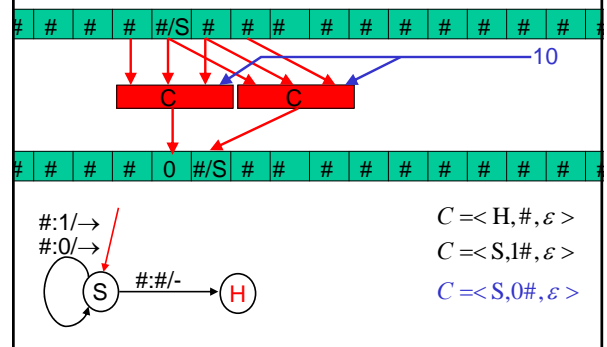 # # # # #/S # # # # # # # # # #
10
C C
# # # # 0 #/S # # # # # # # # #
#:1/→
#:0/→
S #:#/- H
C =< H, #, ε >
C =< S,1#, ε >
C =< S,0#, ε >